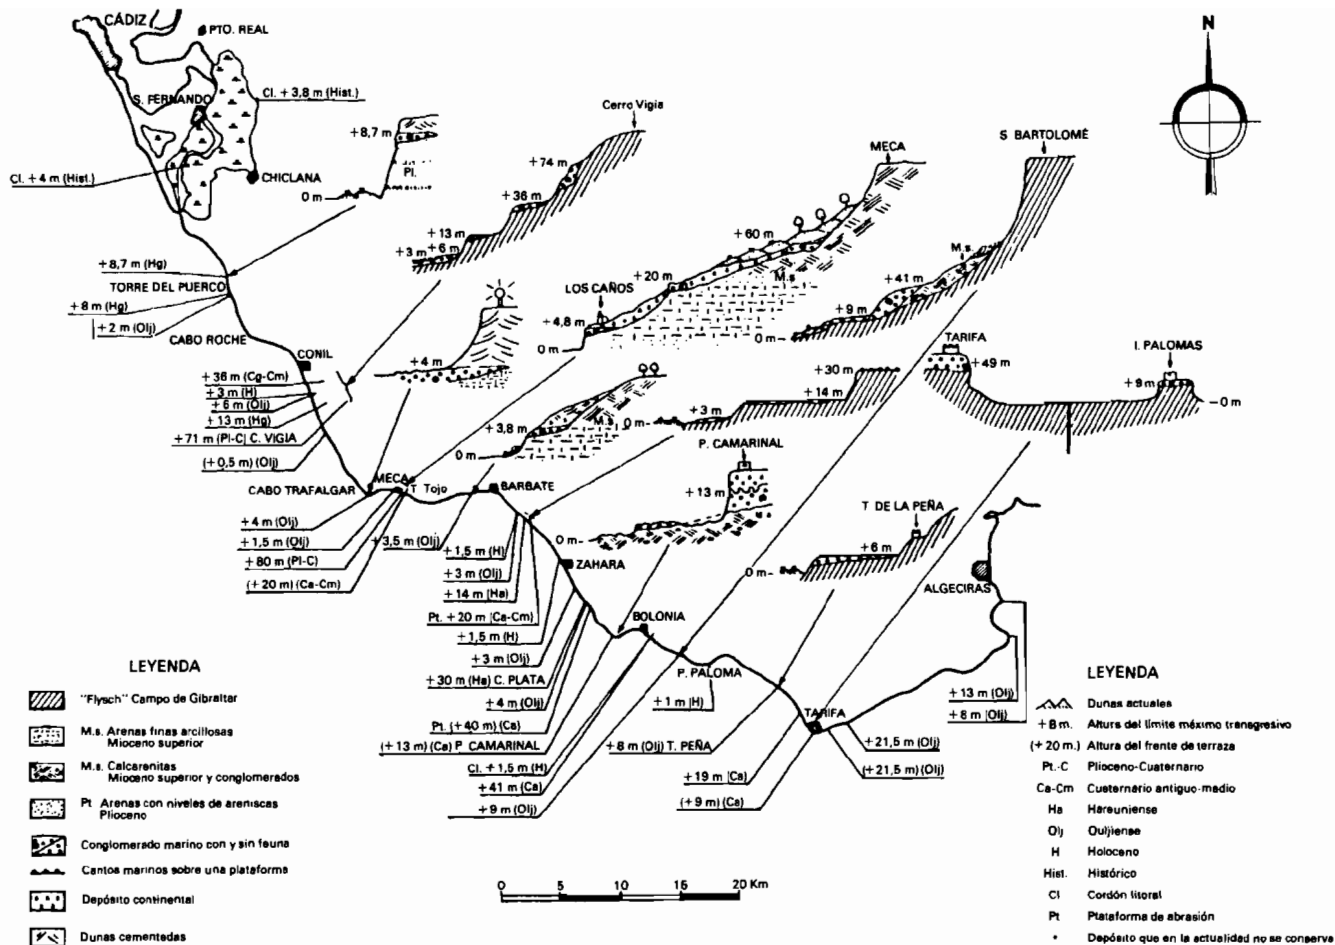 CÁDIZ
PTO. REAL
N
Cl. + 3,8 m (Hist.)
S. FERNANDO
Cerro Vigia
+8,7 m
S BARTOLOMÉ
MECA
Pl.
+74 m
Cl. + 4 m (Hist.)
CHICLANA
0 m
+36 m
+13 m
+6 m
+3 m
+60 m
M.s
M.s.
+41 m
+8,7 m (Hg)
TORRE DEL PUERCO
+20 m
LOS CAÑOS
+9 m
+8 m (Hg)
+4,8 m
0 m
0 m
TARIFA
I. PALOMAS
+2 m (Olj)
CABO ROCHE
CONIL
+4 m
+30 m
+49 m
+9 m
+36 m (Cg-Cm)
+14 m
0 m
+3 m (H)
+6 m (Olj)
+3 m
+13 m (Hg)
+3,8 m
M.s.
0 m
+71 m (Pl-C) C. VIGIA
P. CAMARINAL
0 m
(+0,5 m) (Olj)
MECA
T Tojo
BARBATE
+13 m
CABO TRAFALGAR
T DE LA PEÑA
+4 m (Olj)
+1,5 m (Olj)
+3,5 m (Olj)
+1,5 m (H)
0 m
+6 m
+80 m (Pl-C)
+3 m (Olj)
ZAHARA
0 m
ALGECIRAS
(+20 m) (Ca-Cm)
+14 m (Ha)
Pt. +20 m (Ca-Cm)
BOLONIA
+1,5 m (H)
+3 m (Olj)
P. PALOMA
+30 m (Ha) C. PLATA
+1 m (H)
+13 m (Olj)
+4 m (Olj)
+8 m (Olj)
Pt. (+40 m) (Ca)
TARIFA
(+13 m) (Ca) P. CAMARINAL
+8 m (Olj) T. PEÑA
+21,5 m (Olj)
Cl. +1,5 m (H)
+19 m (Ca)
(+21,5 m) (Olj)
+41 m (Ca)
(+9 m) (Ca)
+9 m (Olj)
0 5 10 15 20 Km
LEYENDA
"Flysch" Campo de Gibraltar
M.s. Arenas finas arcillosas
Mioceno superior
M.s. Calcarenitas
Mioceno superior y conglomerados
Pt Arenas con niveles de areniscas
Plioceno
Conglomerado marino con y sin fauna
Cantos marinos sobre una plataforma
Depósito continental
Dunas cementadas
LEYENDA
Dunas actuales
+8 m. Altura del límite máximo transgresivo
(+20 m.) Altura del frente de terraza
Pt.-C Plioceno-Cuaternario
Ca-Cm Cuaternario antiguo-medio
Ha Harounienseı
Olj Ouljiense
H Holoceno
Hist. Histórico
Cl Cordón litoral
Pt Plataforma de abrasión
• Depósito que en la actualidad no se conserva